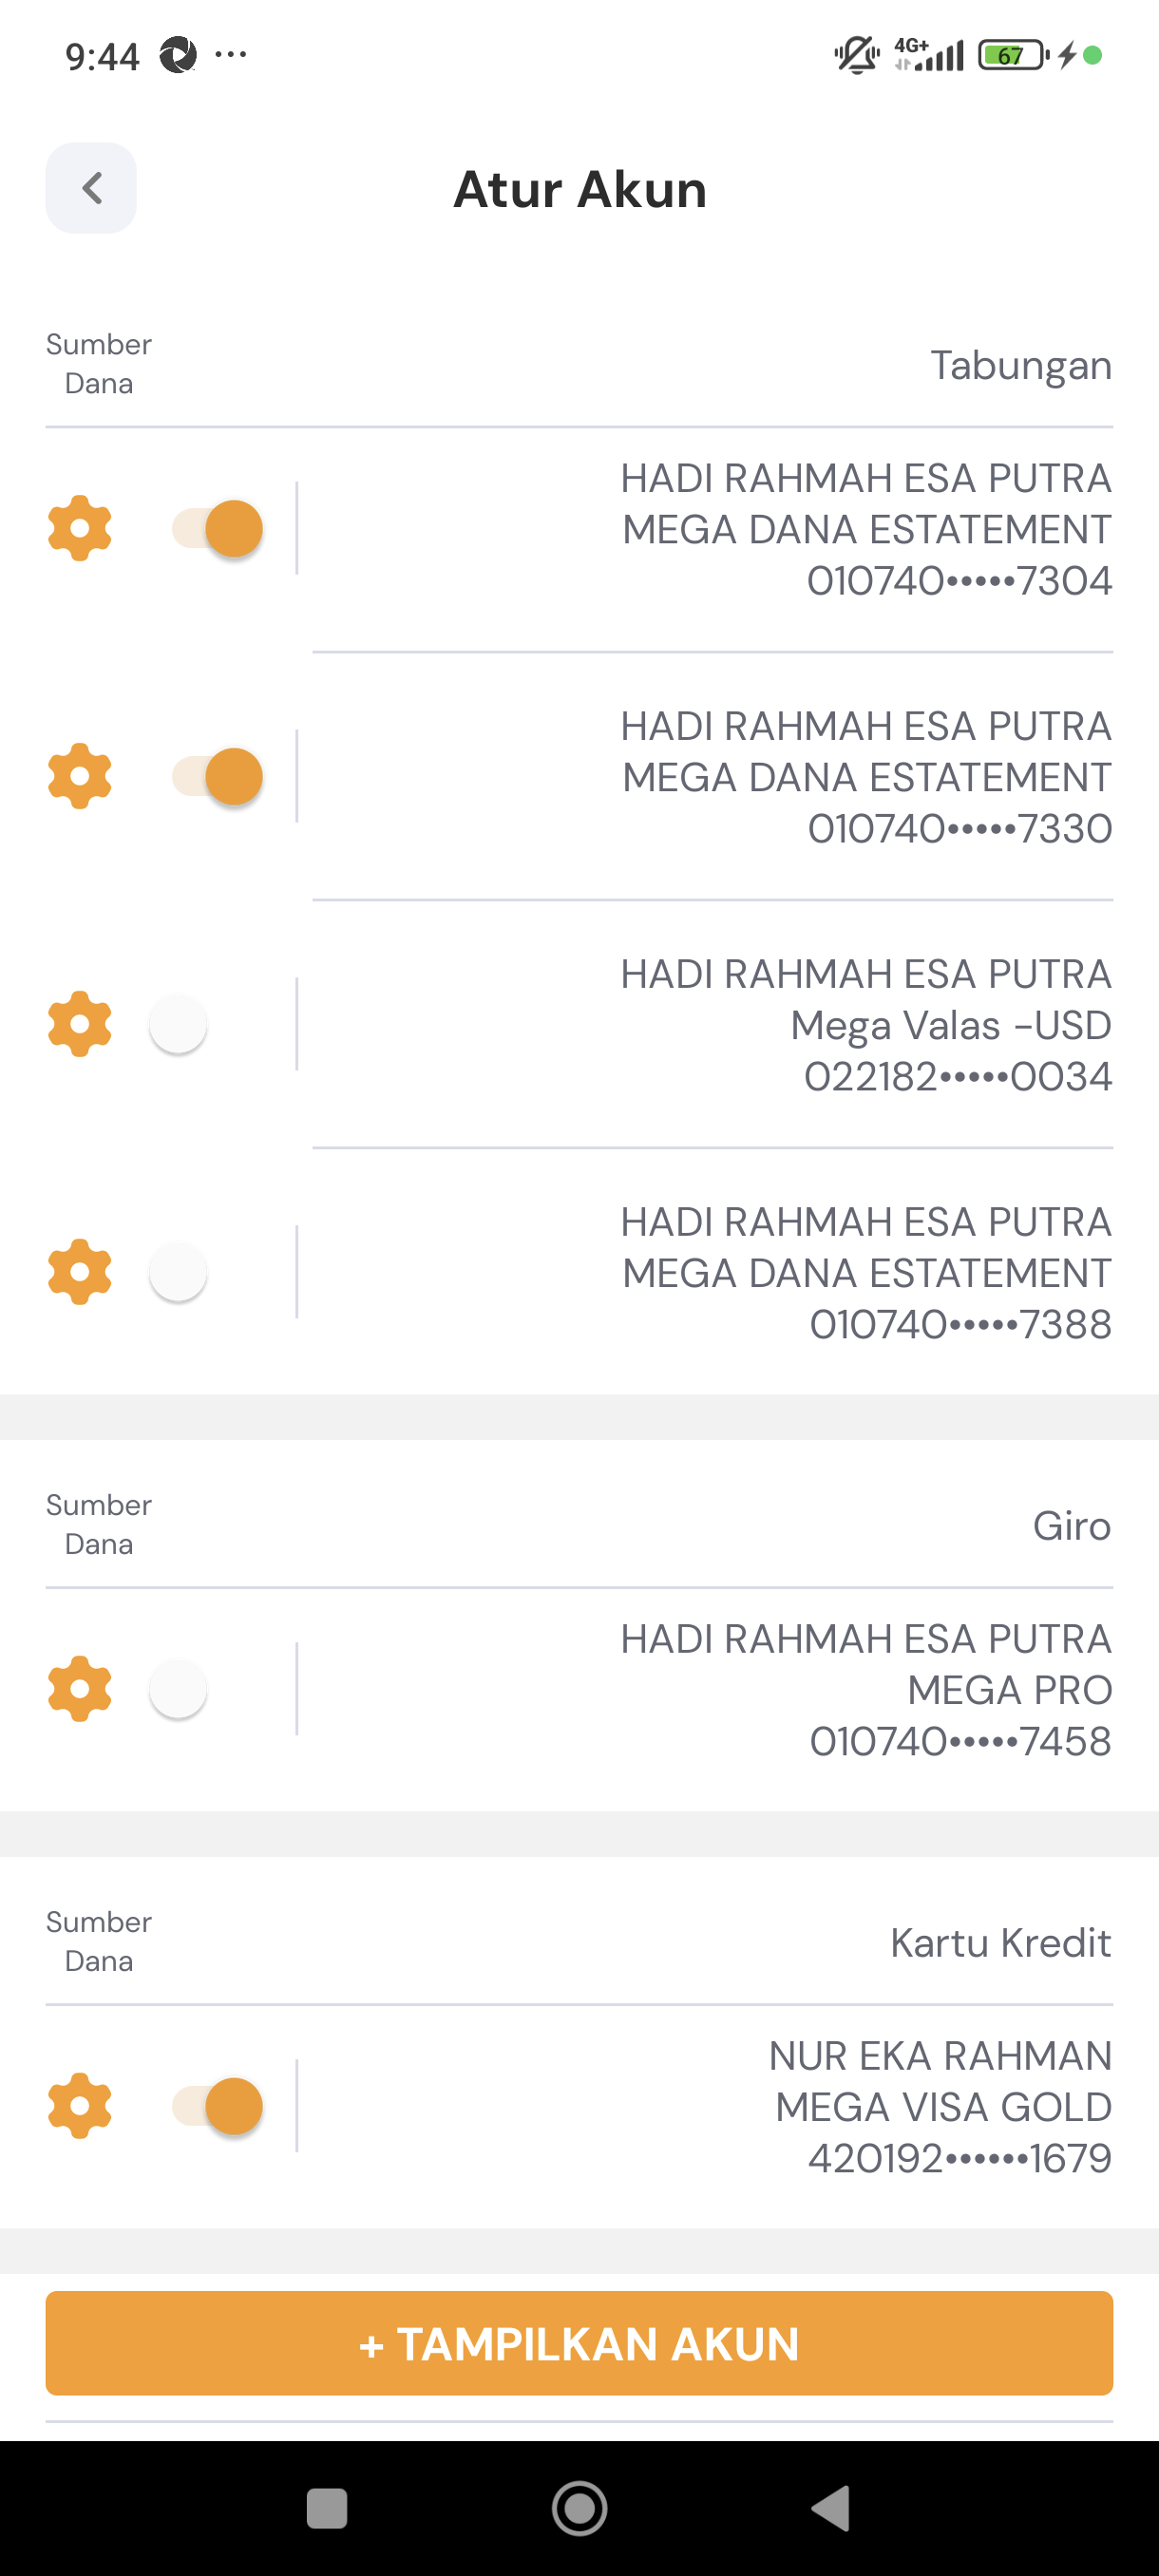 9:44
4G+
67
Atur Akun
Sumber
Dana
Tabungan
HADI RAHMAH ESA PUTRA
MEGA DANA ESTATEMENT
010740•••••7304
HADI RAHMAH ESA PUTRA
MEGA DANA ESTATEMENT
010740•••••7330
HADI RAHMAH ESA PUTRA
Mega Valas -USD
022182•••••0034
HADI RAHMAH ESA PUTRA
MEGA DANA ESTATEMENT
010740•••••7388
Sumber
Dana
Giro
HADI RAHMAH ESA PUTRA
MEGA PRO
010740•••••7458
Sumber
Dana
Kartu Kredit
NUR EKA RAHMAN
MEGA VISA GOLD
420192••••••1679
+ TAMPILKAN AKUN